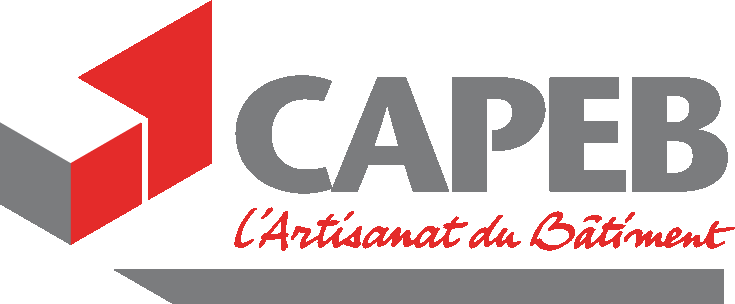 CAPEB
L'Artisanat du Bâtiment